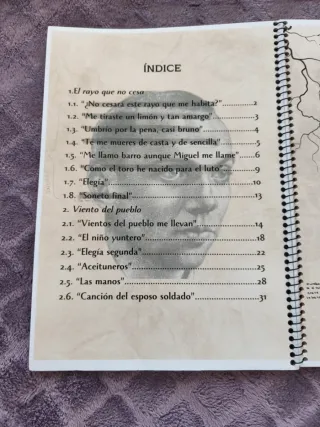 ÍNDICE
1.El rayo que no cesa
1.1. “¿No cesará este rayo que me habita?”............2
1.2. “Me tiraste un limón y tan amargo”..............3
1.3. “Umbrío por la pena, casi bruno”.................4
1.4. “Te me mueres de casta y de sencilla”...........5
1.5. “Me llamo barro aunque Miguel me llame”.....6
1.6. “Como el toro he nacido para el luto”............9
1.7. “Elegía”.............................................10
1.8. “Soneto final”......................................13
2. Viento del pueblo
2.1. “Vientos del pueblo me llevan”...................14
2.2. “El niño yuntero”..................................18
2.3. “Elegía segunda”...................................22
2.4. “Aceituneros”......................................25
2.5. “Las manos”........................................28
2.6. “Canción del esposo soldado”.....................31